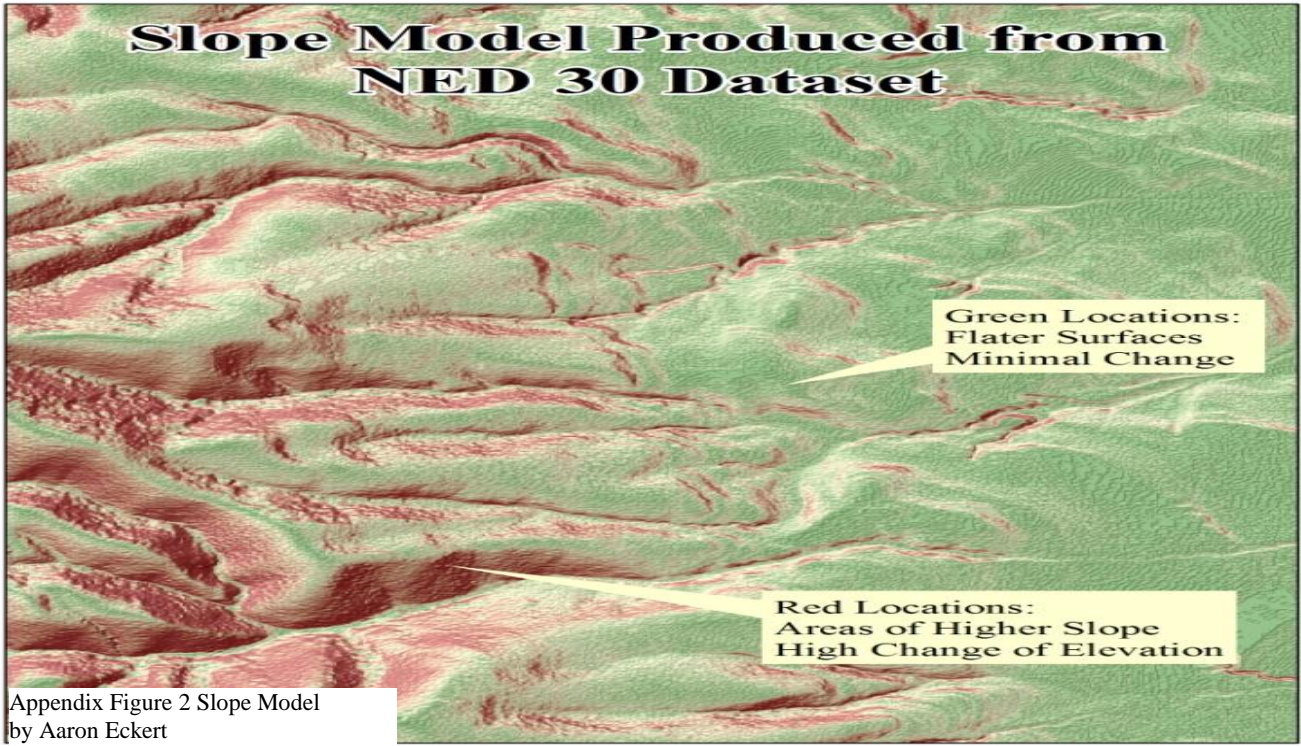 Slope Model Produced from
NED 30 Dataset
Green Locations:
Flater Surfaces
Minimal Change
Red Locations:
Areas of Higher Slope
High Change of Elevation
Appendix Figure 2 Slope Model
by Aaron Eckert